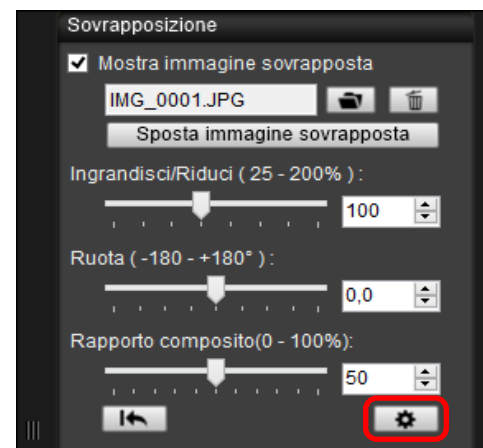 Sovrapposizione
Mostra immagine sovrapposta
IMG_0001.JPG
Sposta immagine sovrapposta
Ingrandisci/Riduci ( 25 - 200% ) :
100
Ruota ( -180 - +180° ) :
0,0
Rapporto composito(0 - 100%):
50